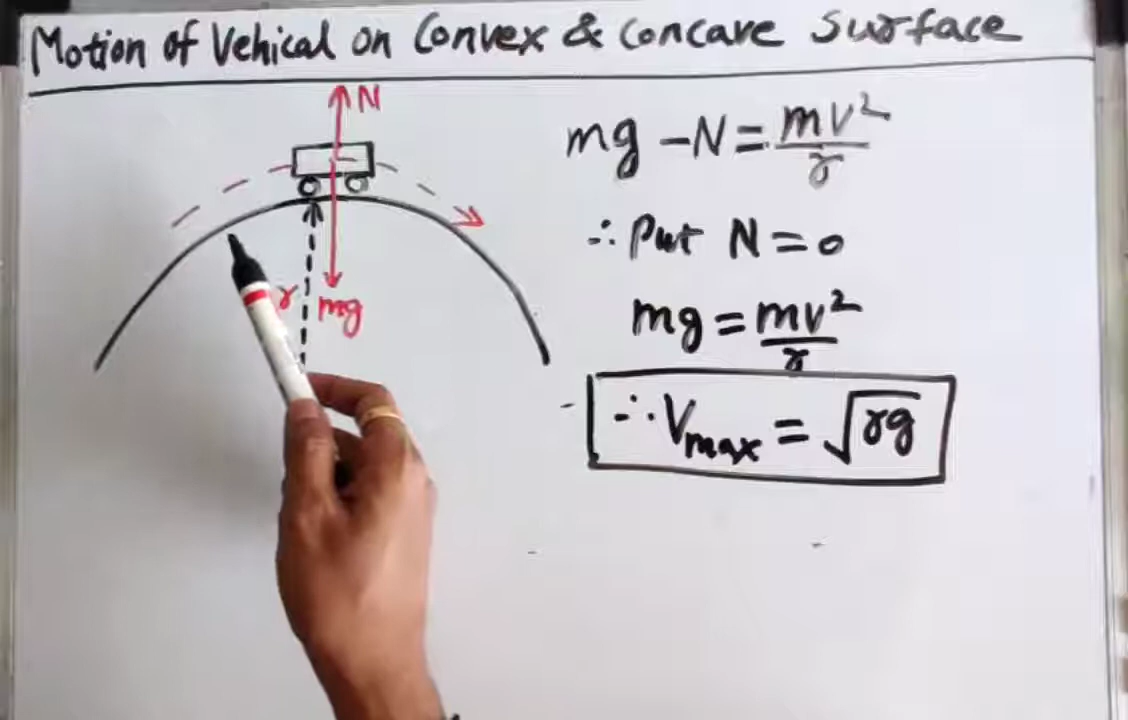 Motion of Vehical on Convex & Concave Surface
N
r
mg
mg - N = mv²/r
∴ Put N = 0
mg = mv²/r
∴ Vmax = √rg